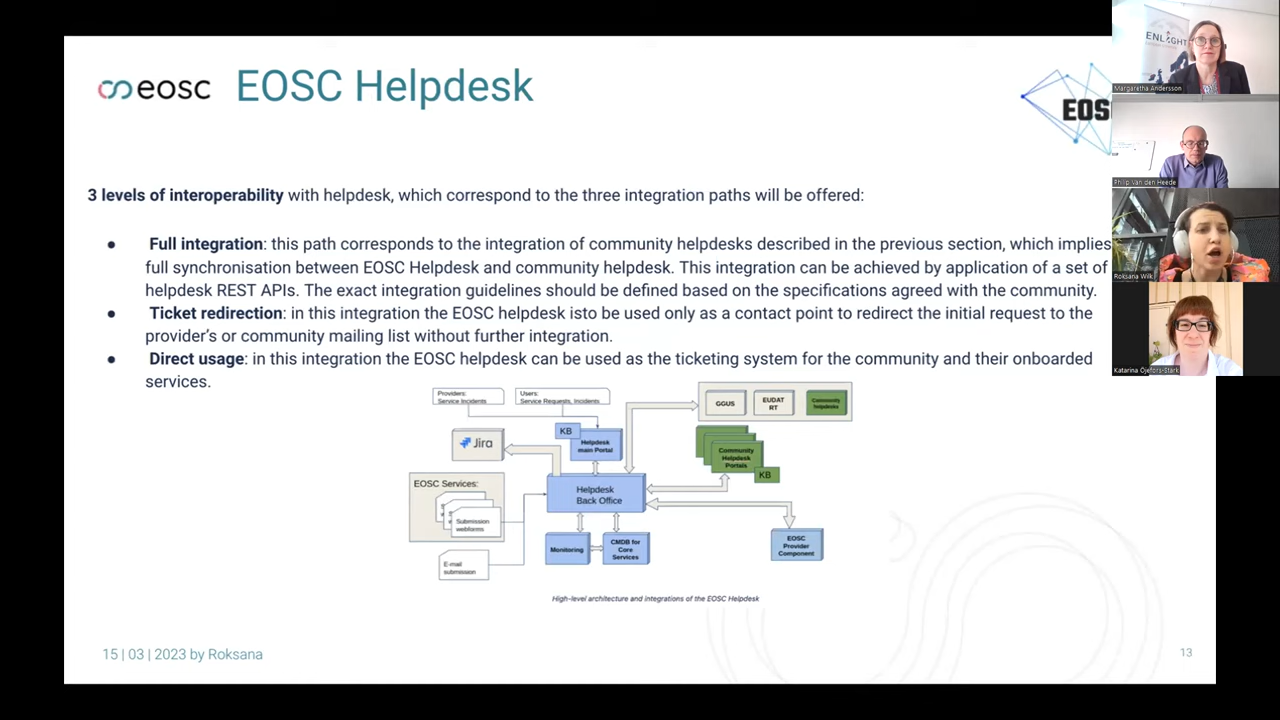 eosc
EOSC Helpdesk
EOS
3 levels of interoperability with helpdesk, which correspond to the three integration paths will be offered:
● Full integration: this path corresponds to the integration of community helpdesks described in the previous section, which implies
full synchronisation between EOSC Helpdesk and community helpdesk. This integration can be achieved by application of a set of
helpdesk REST APIs. The exact integration guidelines should be defined based on the specifications agreed with the community.
● Ticket redirection: in this integration the EOSC helpdesk isto be used only as a contact point to redirect the initial request to the
provider's or community mailing list without further integration.
● Direct usage: in this integration the EOSC helpdesk can be used as the ticketing system for the community and their onboarded
services.
Providers:
Service Incidents
Users:
Service Requests, Incidents
GGUS
EUDAT
RT
Community
helpdesks
Jira
KB
Helpdesk
main Portal
Community
Helpdesk
Portals
KB
EOSC Services:
Submission
webforms
Helpdesk
Back Office
E-mail
submission
Monitoring
CMDB for
Core
Services
EOSC
Provider
Component
High-level architecture and integrations of the EOSC Helpdesk
15 | 03 | 2023 by Roksana
13
ENLIGHT
Margaretha Andersson
Philip Van den Heede
Roksana Wilk
Katarina Öjefors-Stark